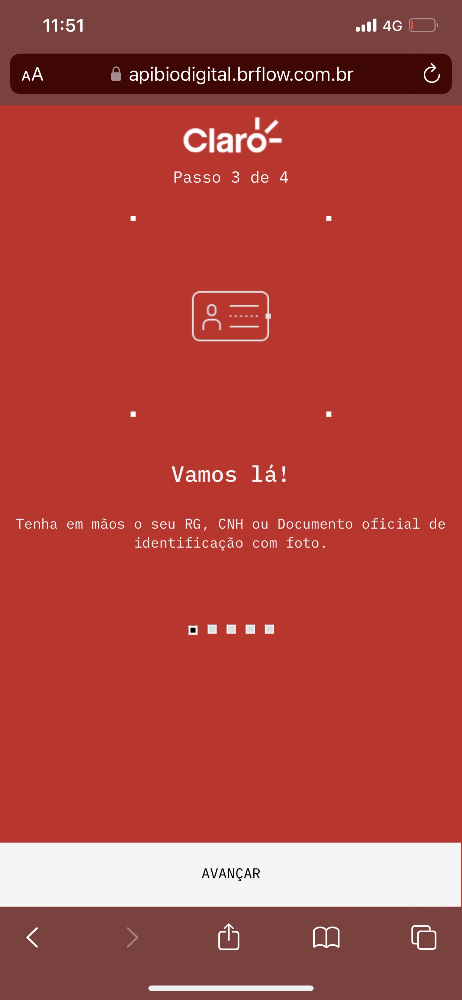 11:51
4G
AA
apibiodigital.brflow.com.br
Claro
Passo 3 de 4
Vamos lá!
Tenha em mãos o seu RG, CNH ou Documento oficial de
identificação com foto.
AVANÇAR